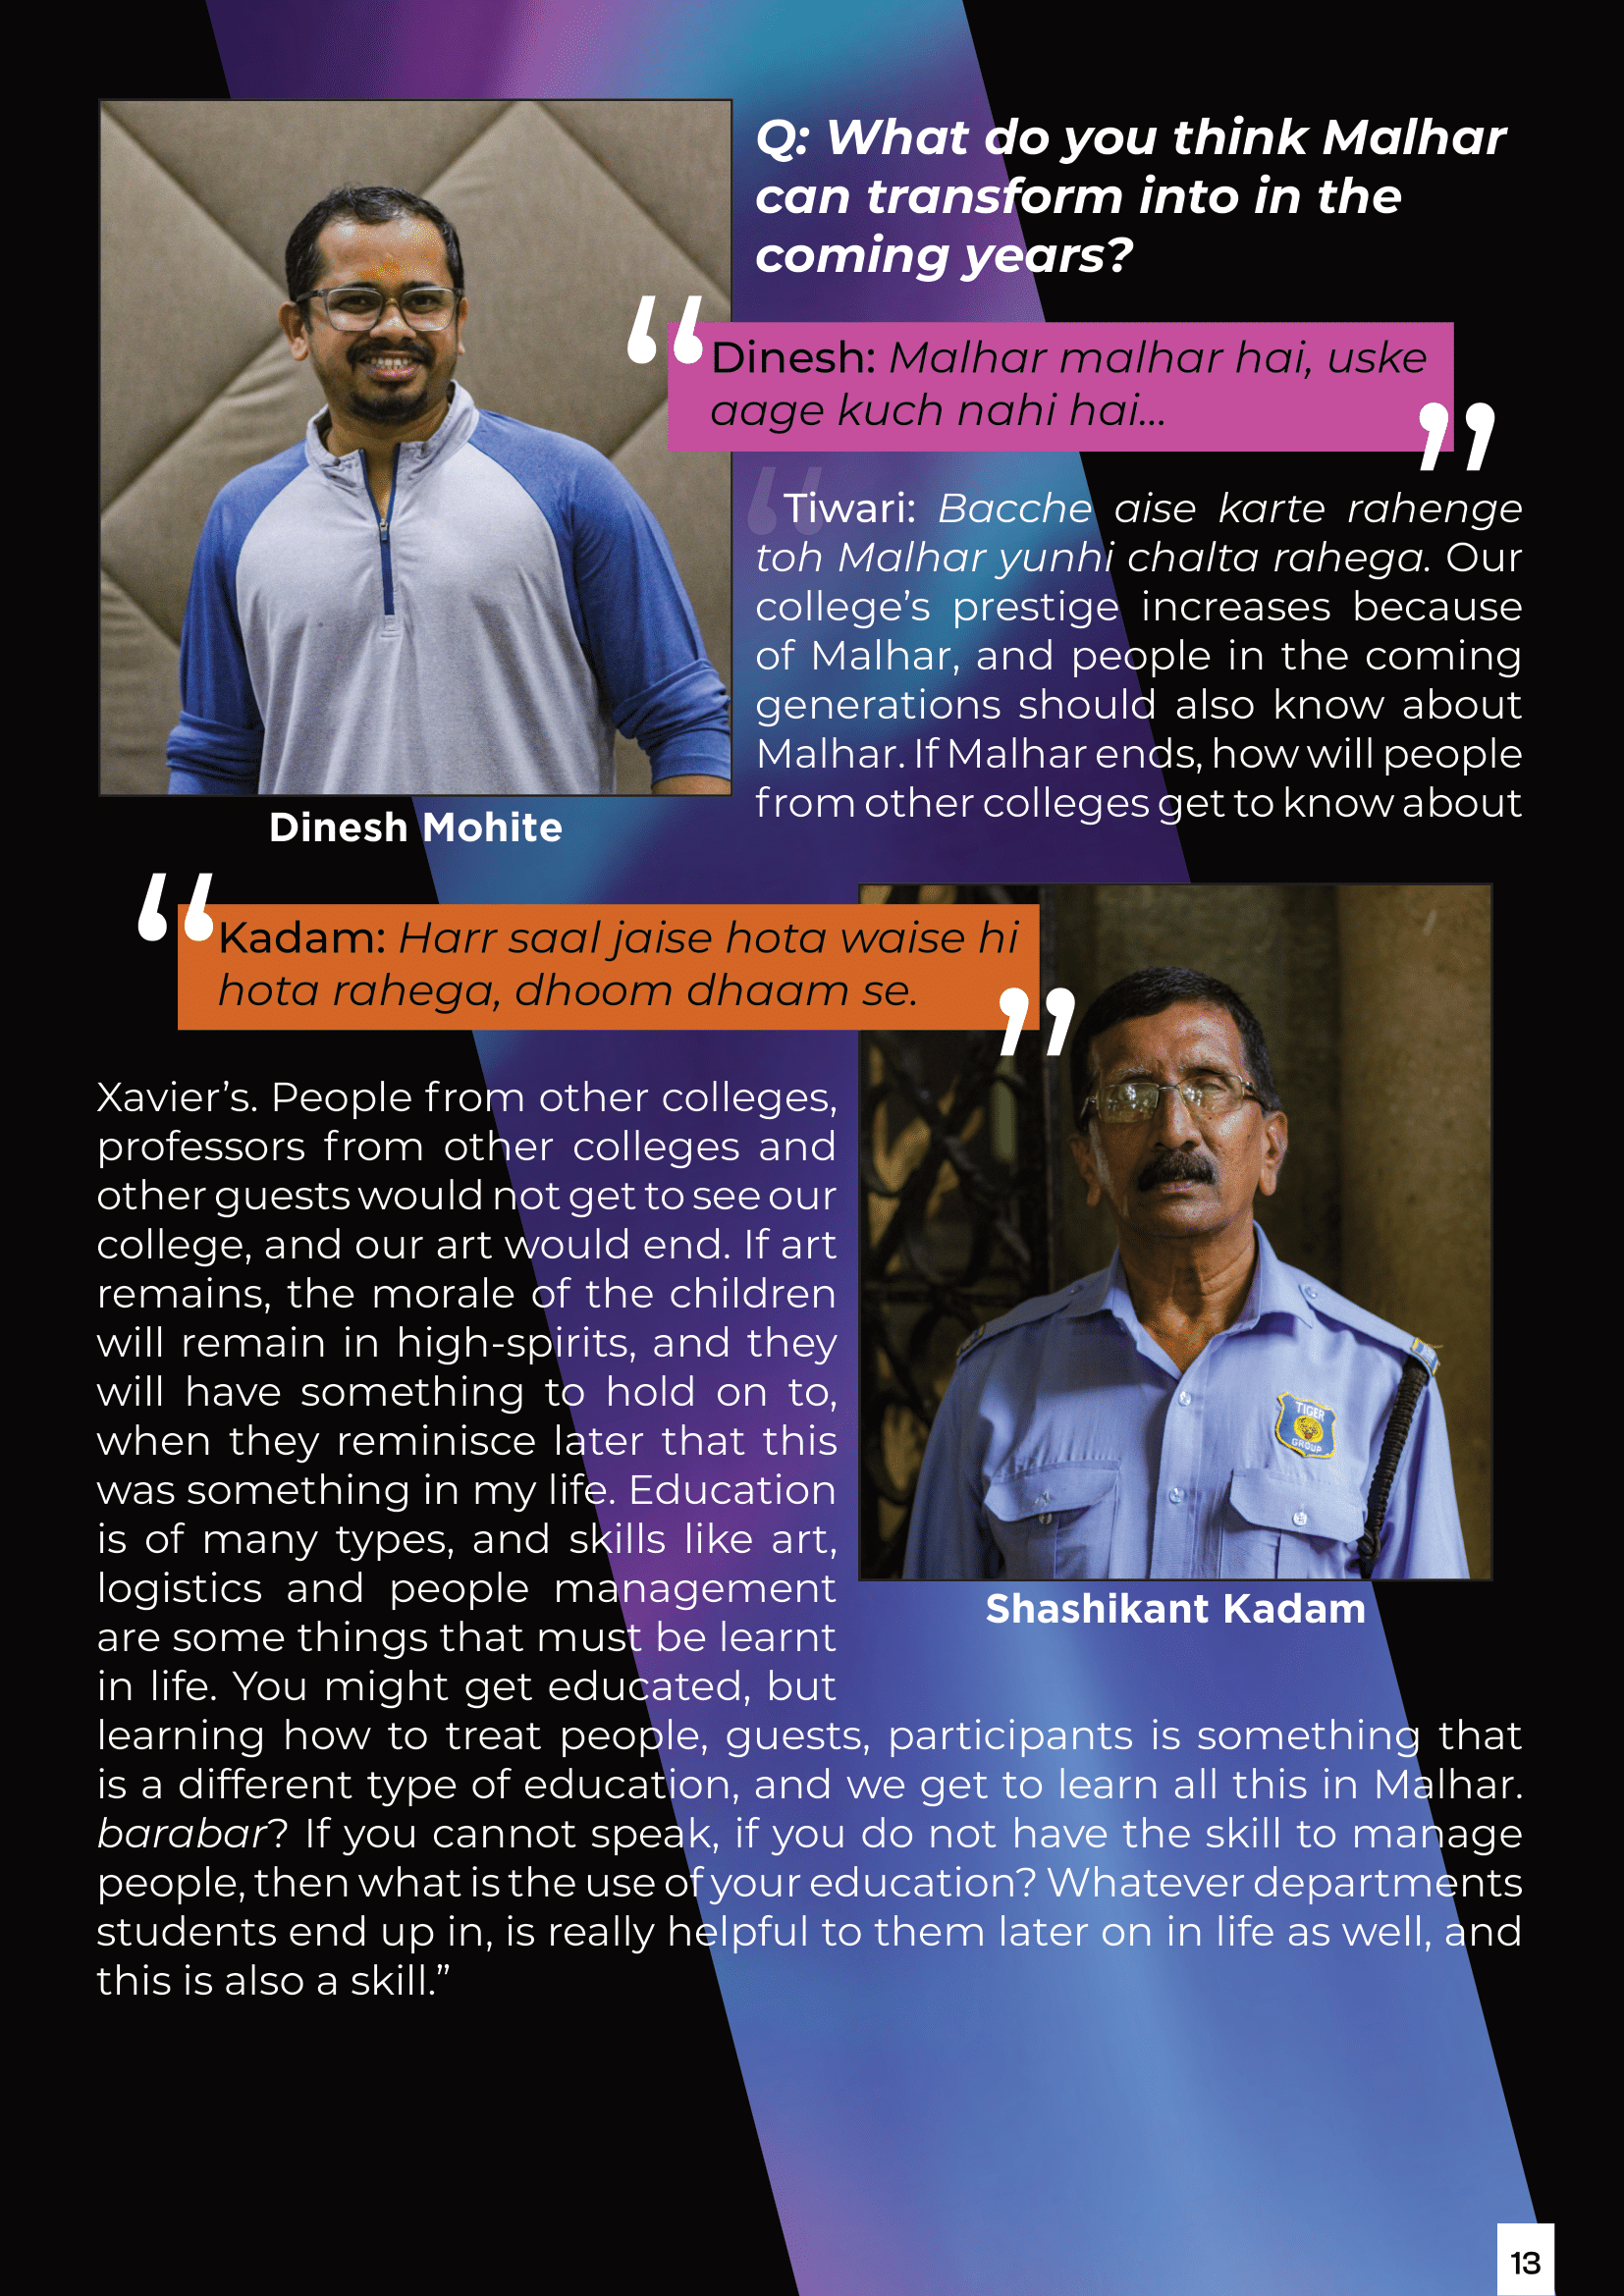 Q: What do you think Malhar
can transform into in the
coming years?
“Dinesh: Malhar malhar hai, uske
aage kuch nahi hai...”
“Tiwari: Bacche aise karte rahenge
toh Malhar yunhi chalta rahega. Our
college’s prestige increases because
of Malhar, and people in the coming
generations should also know about
Malhar. If Malhar ends, how will people
from other colleges get to know about
Dinesh Mohite
“Kadam: Harr saal jaise hota waise hi
hota rahega, dhoom dhaam se.”
Xavier’s. People from other colleges,
professors from other colleges and
other guests would not get to see our
college, and our art would end. If art
remains, the morale of the children
will remain in high-spirits, and they
will have something to hold on to,
when they reminisce later that this
was something in my life. Education
is of many types, and skills like art,
logistics and people management
are some things that must be learnt
in life. You might get educated, but
learning how to treat people, guests, participants is something that
is a different type of education, and we get to learn all this in Malhar.
barabar? If you cannot speak, if you do not have the skill to manage
people, then what is the use of your education? Whatever departments
students end up in, is really helpful to them later on in life as well, and
this is also a skill.”
TIGER
GROUP
Shashikant Kadam
13